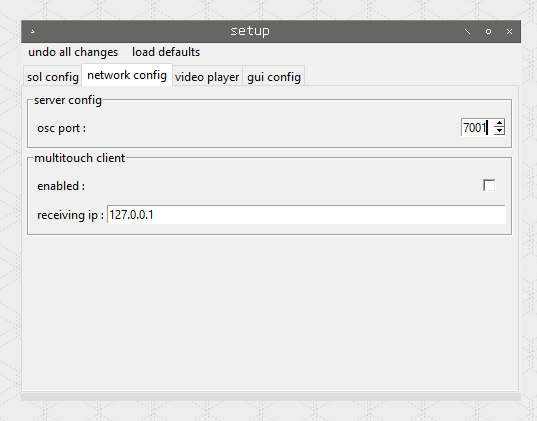 setup
undo all changes load defaults
sol config network config video player gui config
server config
osc port : 7001
multitouch client
enabled :
receiving ip : 127.0.0.1